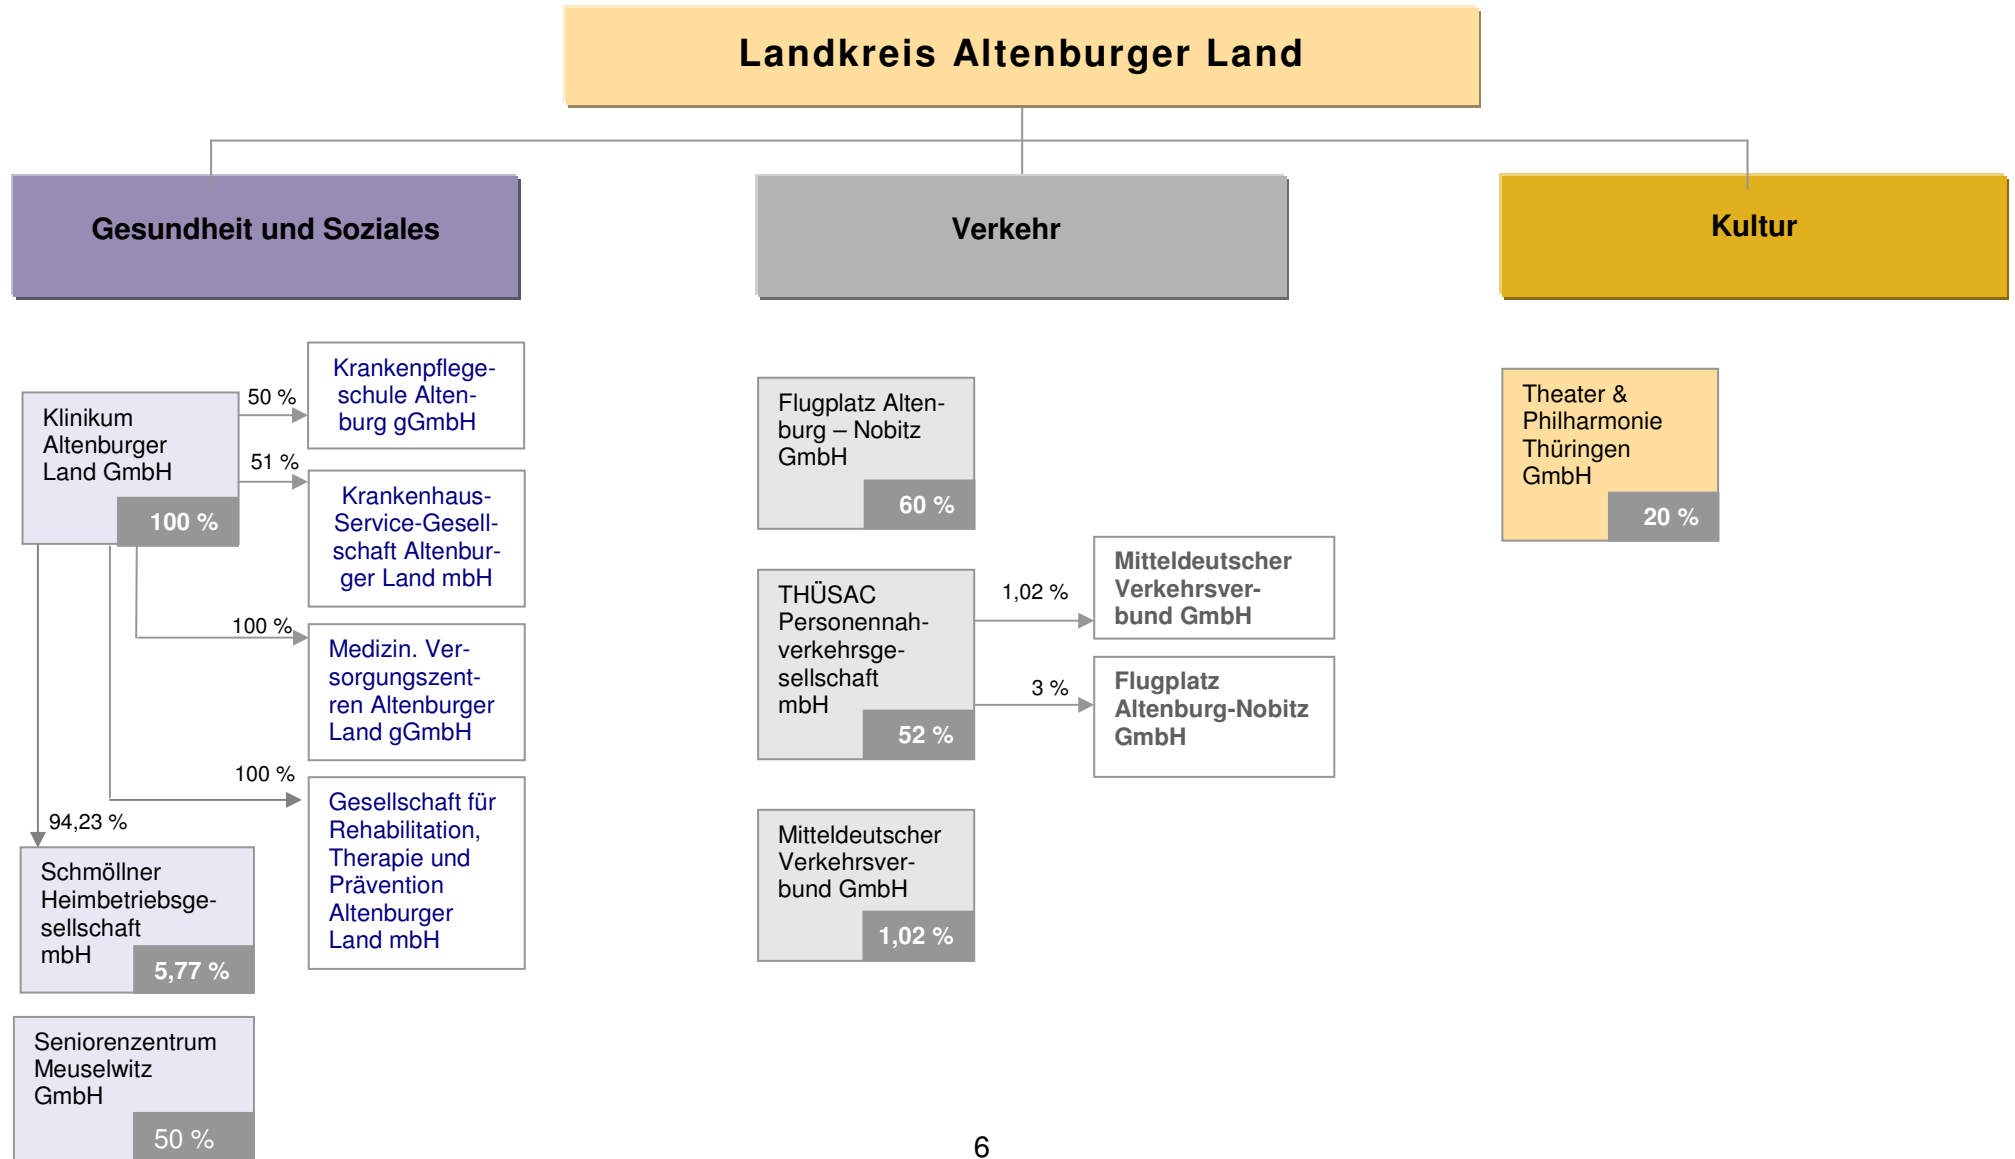 Landkreis Altenburger Land
Gesundheit und Soziales
Verkehr
Kultur
Klinikum
Altenburger
Land GmbH
100 %
50 %
Krankenpflege-
schule Alten-
burg gGmbH
51 %
Krankenhaus-
Service-Gesell-
schaft Altenbur-
ger Land mbH
100 %
Medizin. Ver-
sorgungszent-
ren Altenburger
Land gGmbH
100 %
Gesellschaft für
Rehabilitation,
Therapie und
Prävention
Altenburger
Land mbH
94,23 %
Schmöllner
Heimbetriebsge-
sellschaft
mbH
5,77 %
Seniorenzentrum
Meuselwitz
GmbH
50 %
Flugplatz Alten-
burg – Nobitz
GmbH
60 %
THÜSAC
Personennah-
verkehrsge-
sellschaft
mbH
52 %
1,02 %
Mitteldeutscher
Verkehrsver-
bund GmbH
3 %
Flugplatz
Altenburg-Nobitz
GmbH
Mitteldeutscher
Verkehrsver-
bund GmbH
1,02 %
Theater &
Philharmonie
Thüringen
GmbH
20 %
6